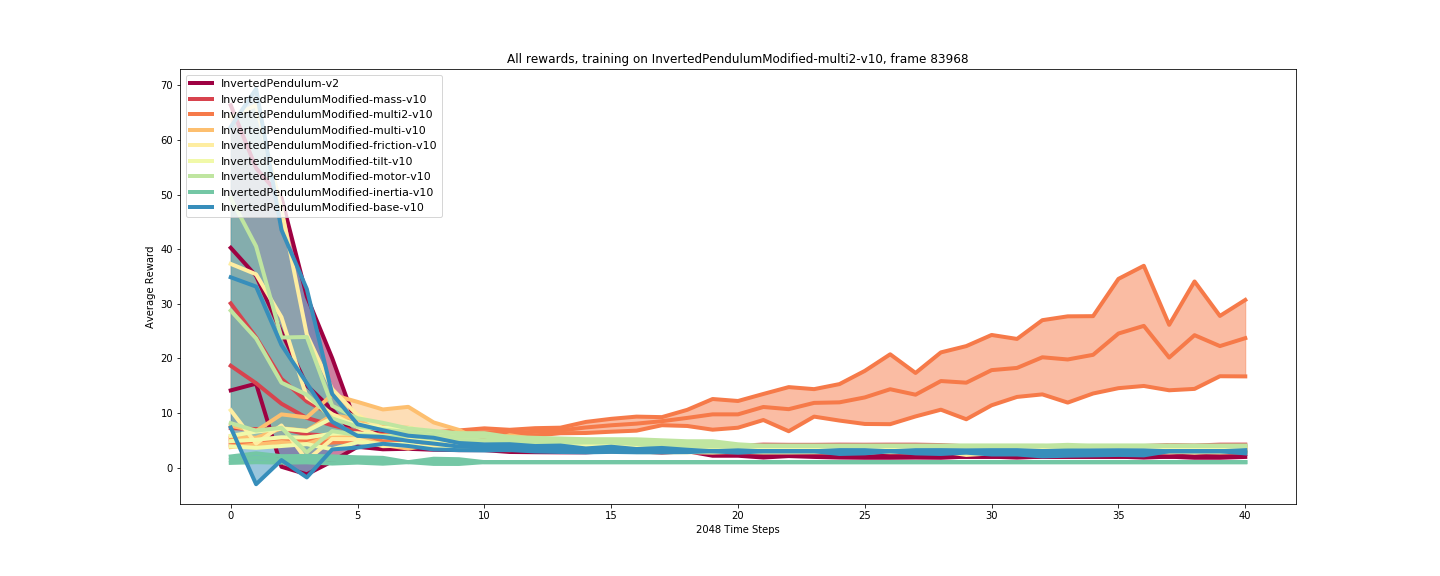 All rewards, training on InvertedPendulumModified-multi2-v10, frame 83968
InvertedPendulum-v2
InvertedPendulumModified-mass-v10
InvertedPendulumModified-multi2-v10
InvertedPendulumModified-multi-v10
InvertedPendulumModified-friction-v10
InvertedPendulumModified-tilt-v10
InvertedPendulumModified-motor-v10
InvertedPendulumModified-inertia-v10
InvertedPendulumModified-base-v10
70
60
50
40
30
20
10
0
Average Reward
0 5 10 15 20 25 30 35 40
2048 Time Steps